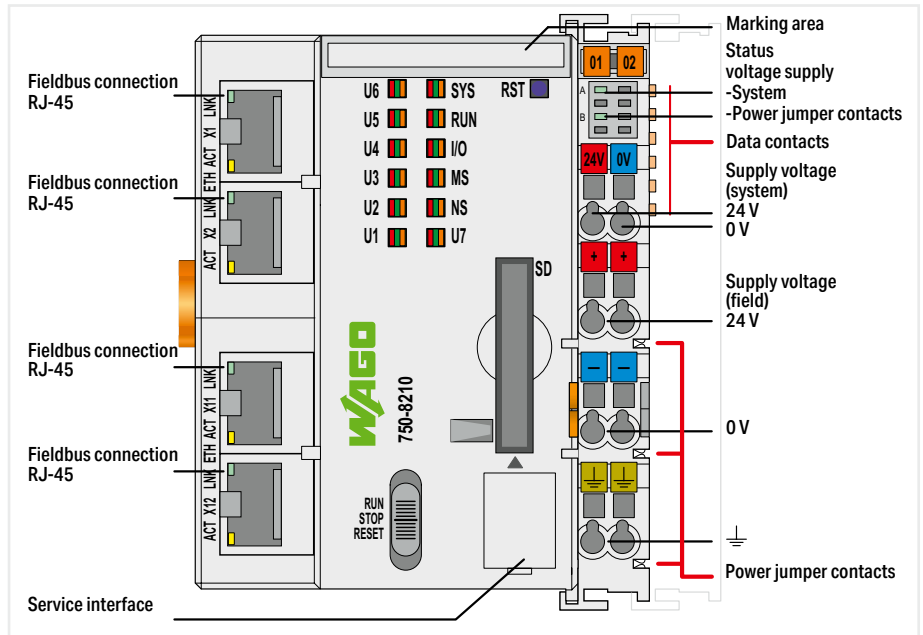 Marking area
Status
voltage supply
-System
-Power jumper contacts
Data contacts
Supply voltage
(system)
24 V
0 V
Supply voltage
(field)
24 V
0 V
Power jumper contacts
Fieldbus connection
RJ-45
Fieldbus connection
RJ-45
Fieldbus connection
RJ-45
Fieldbus connection
RJ-45
Service interface
LNK
ACT X1
ETH
LNK
ACT X2
LNK
ACT X11
ETH
LNK
ACT X12
U6 SYS RST
U5 RUN
U4 I/O
U3 MS
U2 NS
U1 U7
SD
WAGO
750-8210
RUN
STOP
RESET
01 02
A
B
24V 0V
+ +
— —